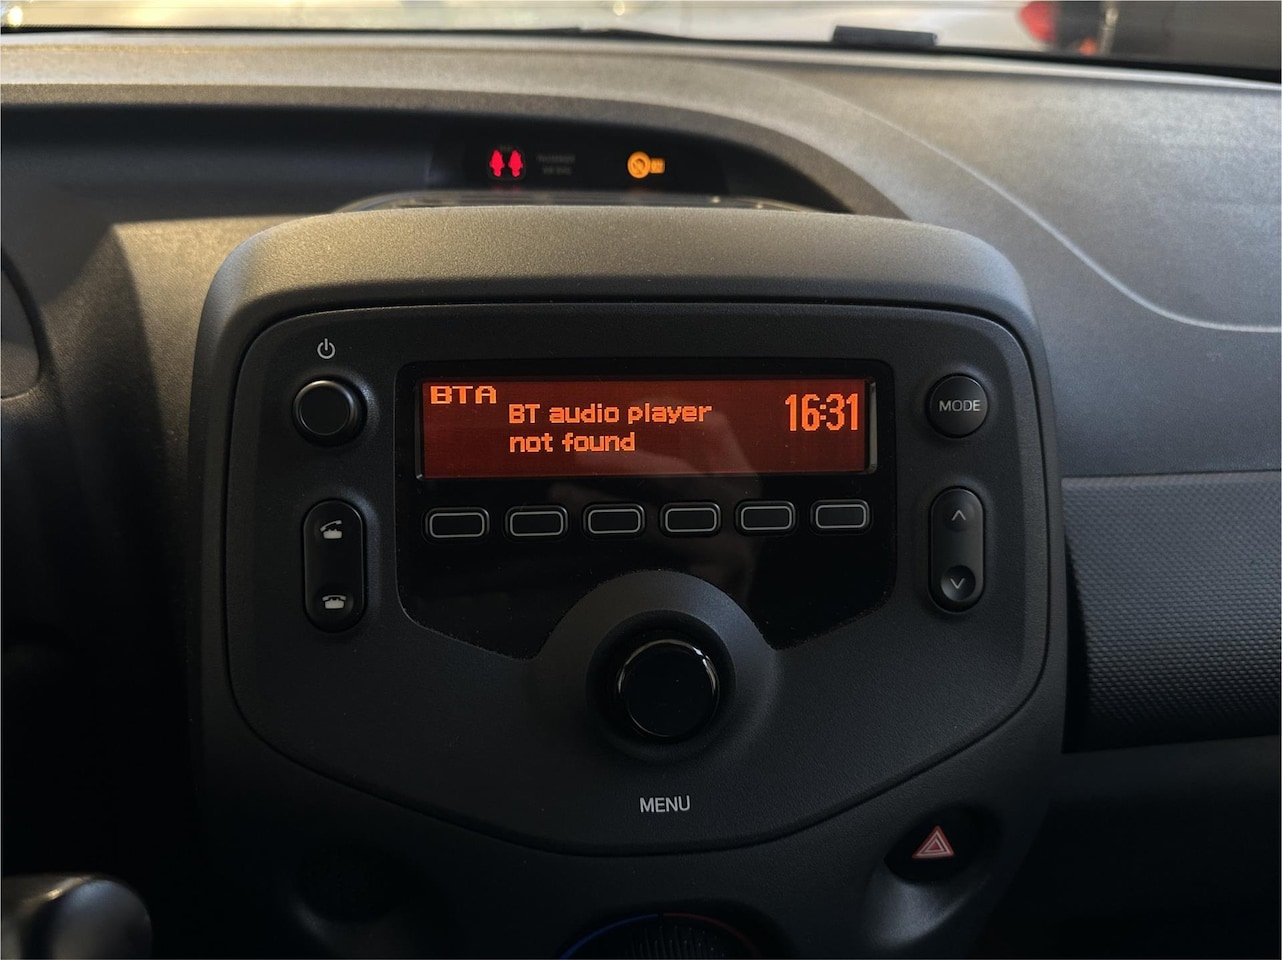 BTA
BT audio player
not found
16:31
MODE
MENU